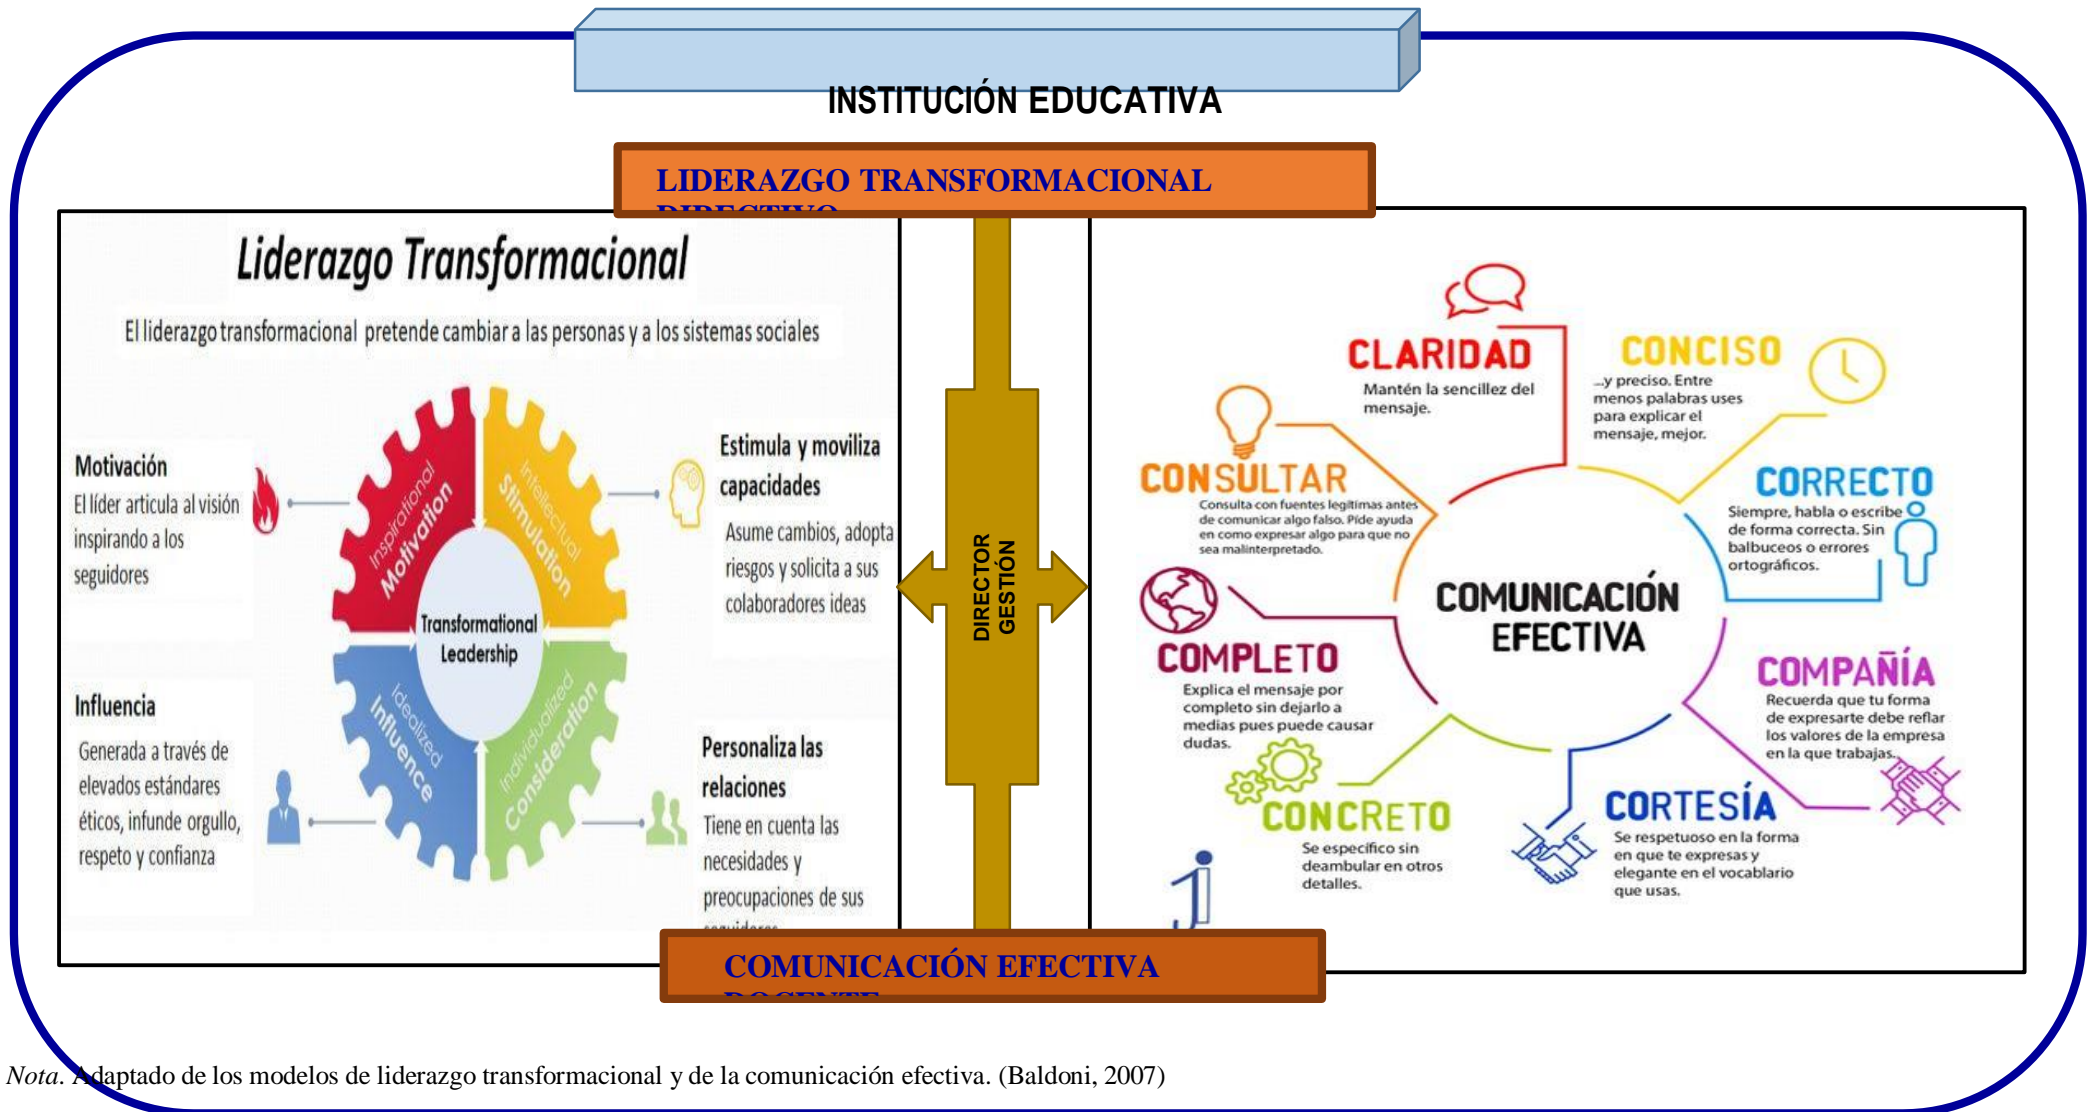 INSTITUCIÓN EDUCATIVA
LIDERAZGO TRANSFORMACIONAL
DIRECTIVO
Liderazgo Transformacional
El liderazgo transformacional pretende cambiar a las personas y a los sistemas sociales
Motivación
El líder articula al visión
inspirando a los
seguidores
Inspirational
Motivation
Intellectual
Stimulation
Estimula y moviliza
capacidades
Asume cambios, adopta
riesgos y solicita a sus
colaboradores ideas
Transformational
Leadership
Influencia
Generada a través de
elevados estándares
éticos, infunde orgullo,
respeto y confianza
Idealized
Influence
Individualized
Consideration
Personaliza las
relaciones
Tiene en cuenta las
necesidades y
preocupaciones de sus
seguidores
DIRECTOR
GESTIÓN
COMUNICACIÓN
EFECTIVA
CLARIDAD
Mantén la sencillez del
mensaje.
CONCISO
...y preciso. Entre
menos palabras uses
para explicar el
mensaje, mejor.
CONSULTAR
Consulta con fuentes legítimas antes
de comunicar algo falso. Pide ayuda
en como expresar algo para que no
sea malinterpretado.
CORRECTO
Siempre, habla o escribe
de forma correcta. Sin
balbuceos o errores
ortográficos.
COMPLETO
Explica el mensaje por
completo sin dejarlo a
medias pues puede causar
dudas.
COMPAÑÍA
Recuerda que tu forma
de expresarte debe reflar
los valores de la empresa
en la que trabajas.
CONCRETO
Se específico sin
deambular en otros
detalles.
CORTESÍA
Se respetuoso en la forma
en que te expresas y
elegante en el vocablario
que usas.
COMUNICACIÓN EFECTIVA
DOCENTE
Nota. Adaptado de los modelos de liderazgo transformacional y de la comunicación efectiva. (Baldoni, 2007)